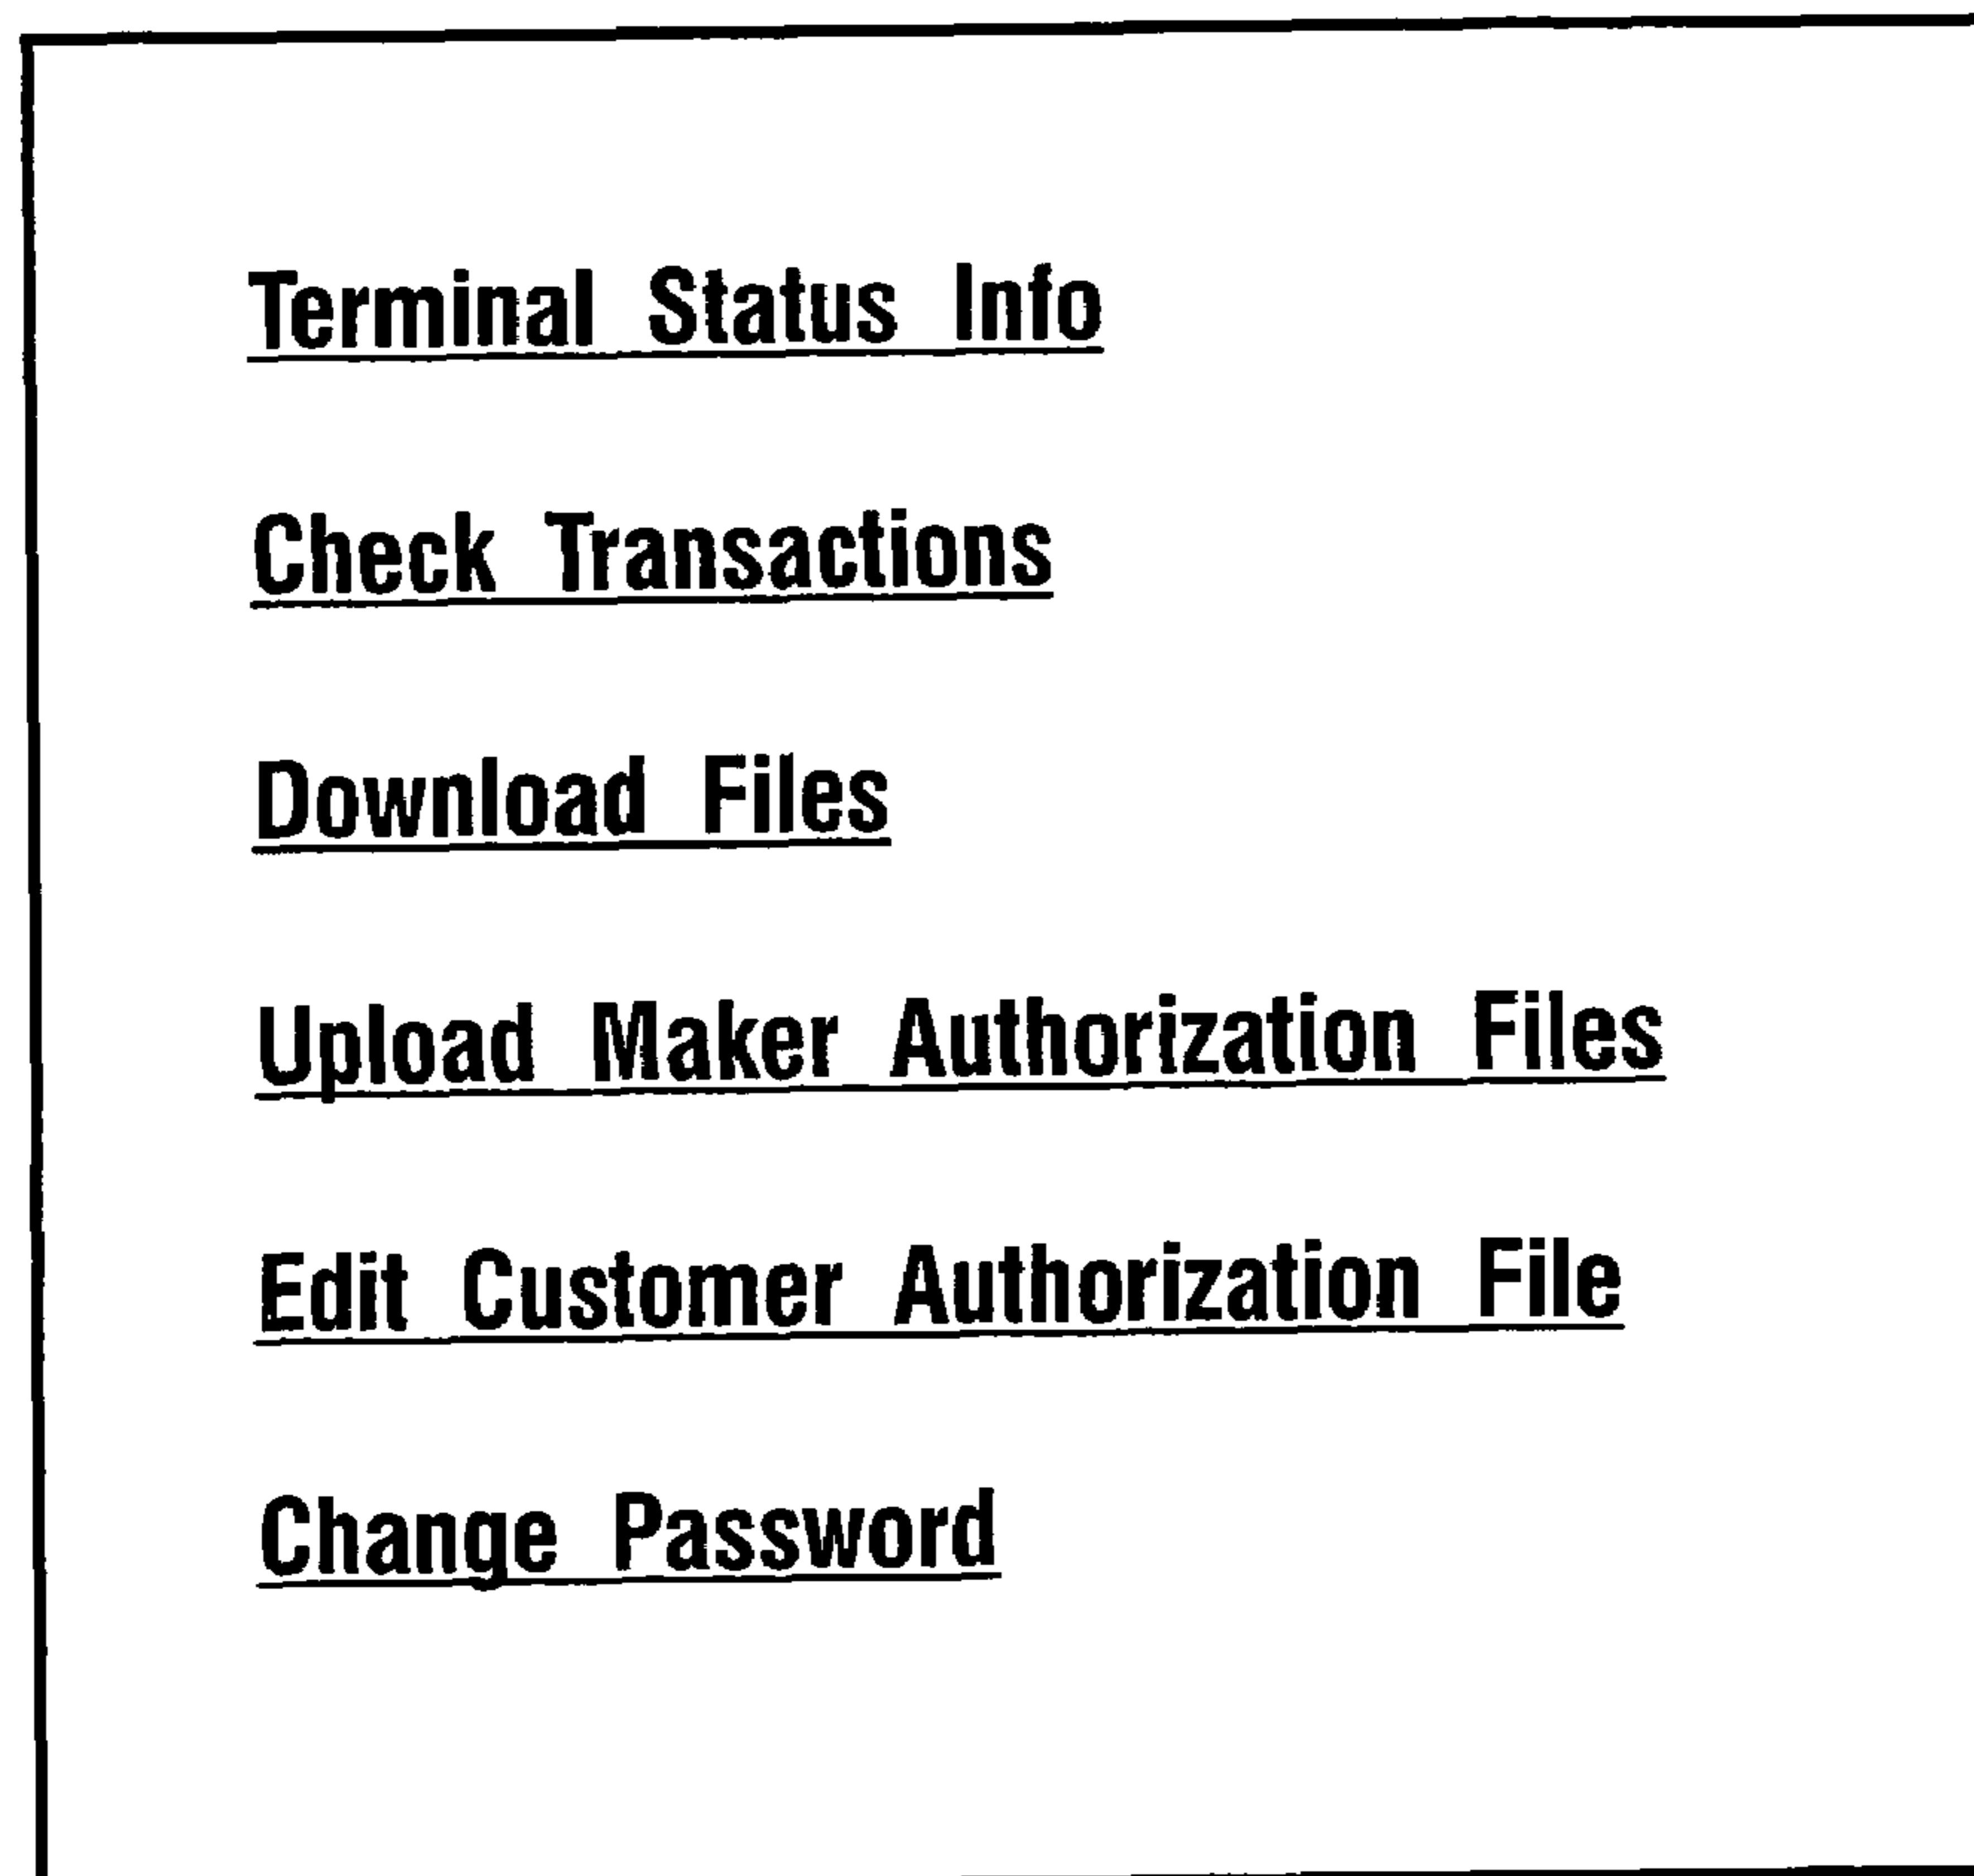 Terminal Status Info
Check Transactions
Download Files
Upload Maker Authorization Files
Edit Customer Authorization File
Change Password